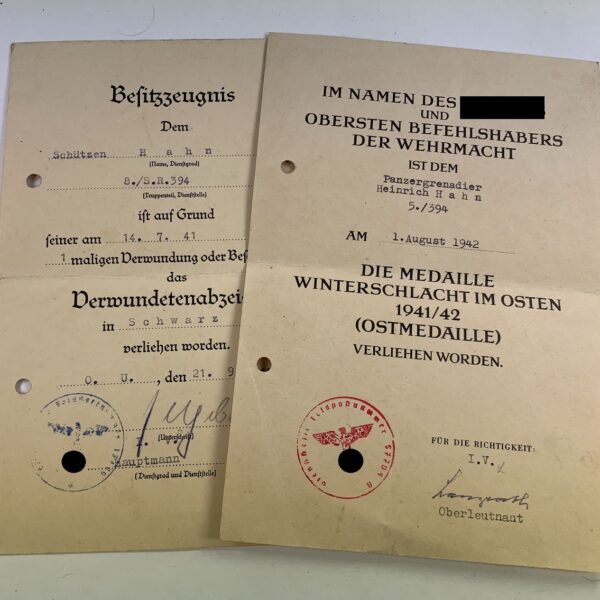 Besitzzeugnis
Dem
Schützen H a h n
(Name, Dienstgrad)
8./S.R.394
(Truppenteil, Dienststelle)
ist auf Grund
seiner am 14. 7. 41
1 maligen Verwundung oder Bes
das
Verwundetenabzei
in Schwarz
verliehen worden.
O. U. , den 21. 9
(Unterschrift)
Hauptmann
(Dienstgrad und Dienststelle)
IM NAMEN DES
UND
OBERSTEN BEFEHLSHABERS
DER WEHRMACHT
IST DEM
Panzergrenadier
Heinrich H a h n
5./394
AM 1.August 1942
DIE MEDAILLE
WINTERSCHLACHT IM OSTEN
1941/42
(OSTMEDAILLE)
VERLIEHEN WORDEN.
Feldpostnummer
FÜR DIE RICHTIGKEIT:
I.V.
Oberleutnant